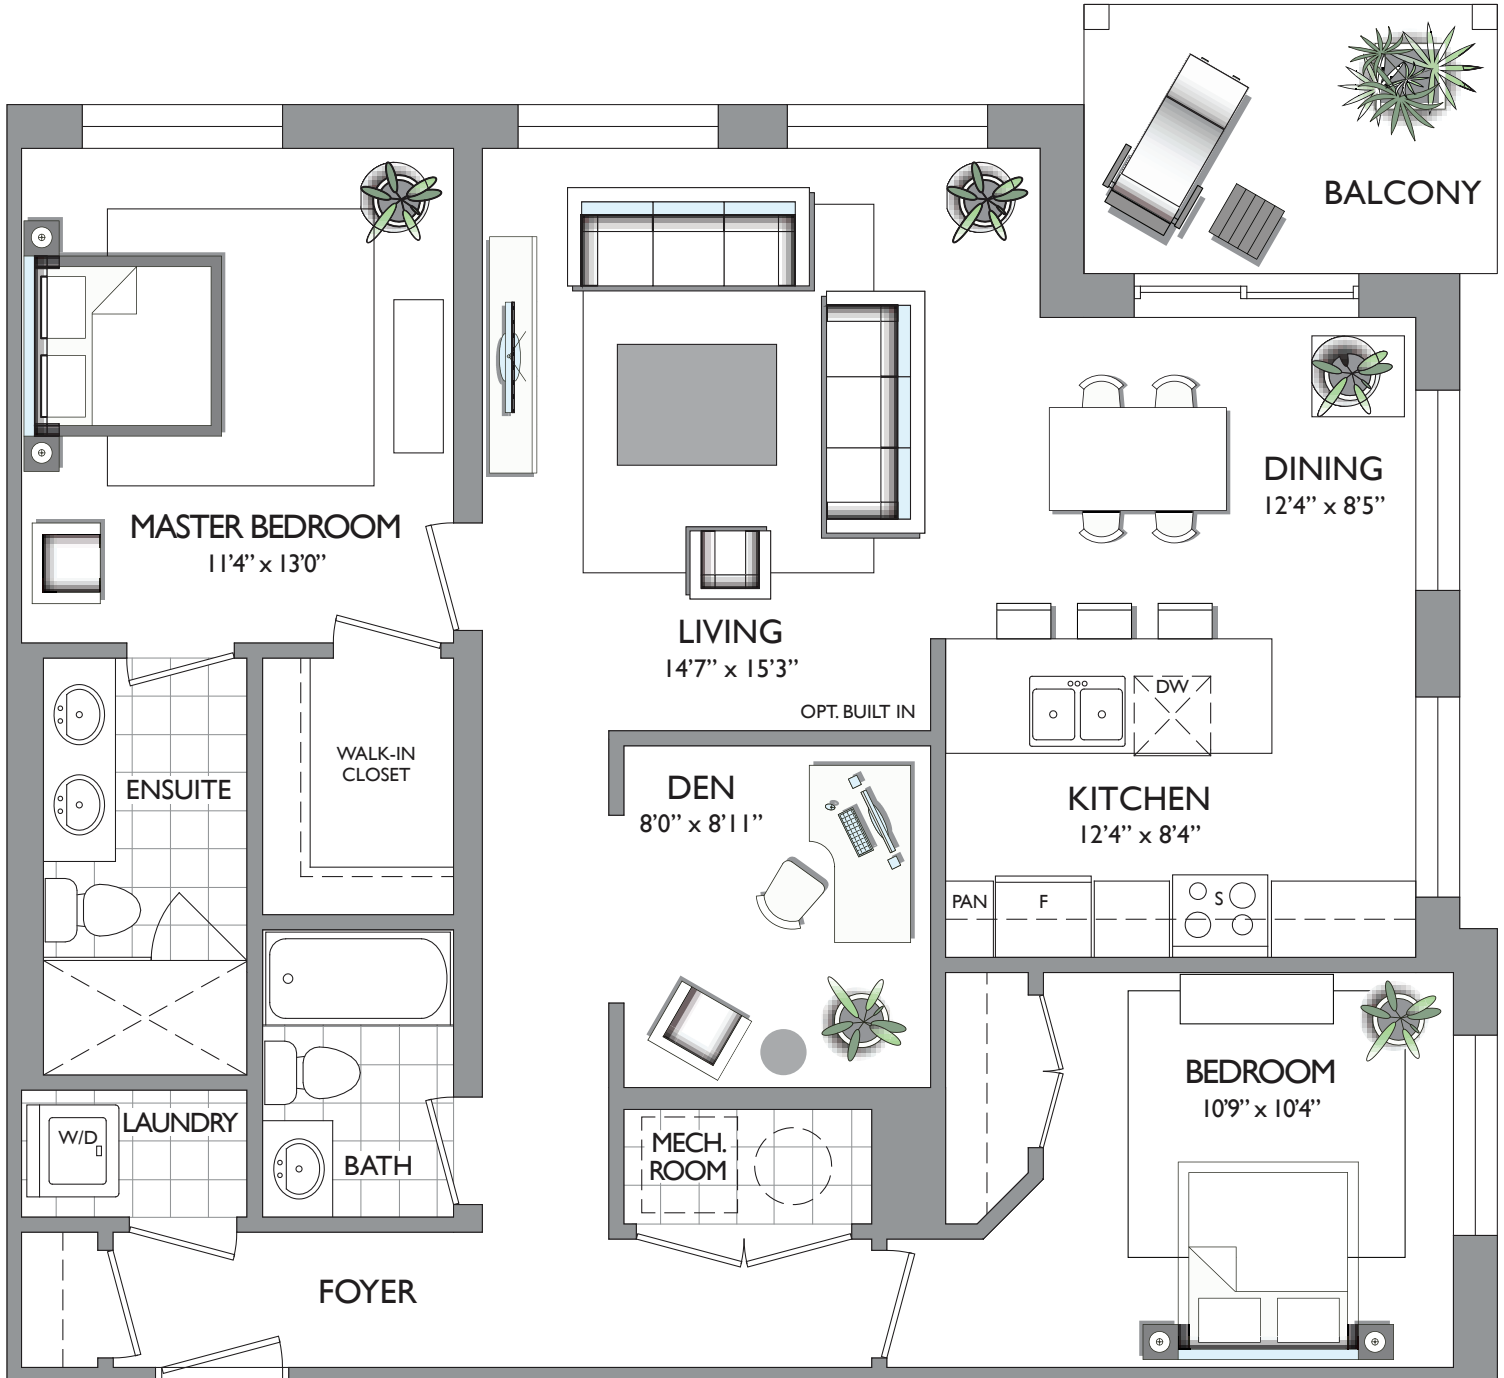 BALCONY
DINING
12'4" x 8'5"
MASTER BEDROOM
11'4" x 13'0"
LIVING
14'7" x 15'3"
OPT. BUILT IN
DW
WALK-IN
CLOSET
ENSUITE
DEN
8'0" x 8'11"
KITCHEN
12'4" x 8'4"
PAN
F
S
BEDROOM
10'9" x 10'4"
LAUNDRY
W/D
BATH
MECH.
ROOM
FOYER